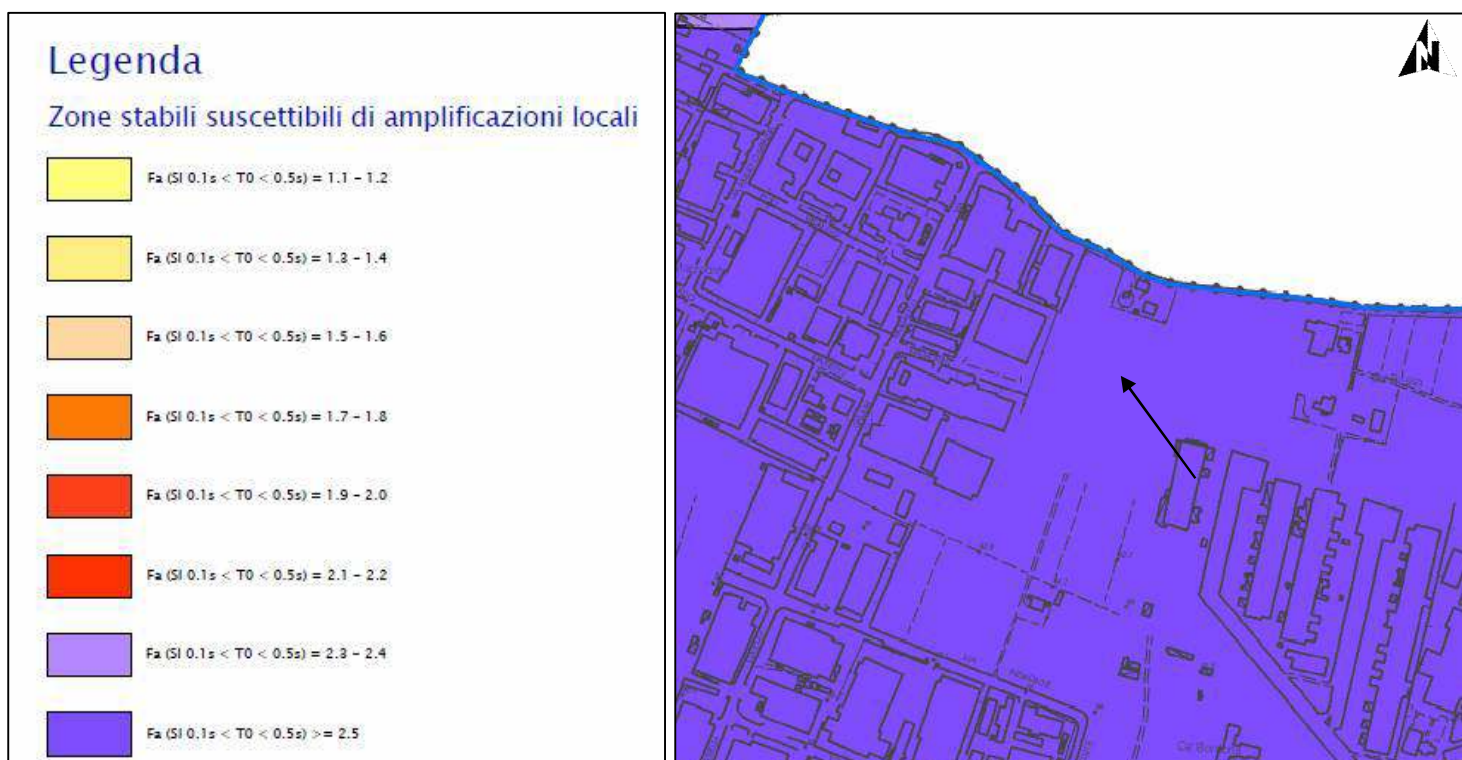 Legenda
Zone stabili suscettibili di amplificazioni locali
Fa (SI 0.1s < T0 < 0.5s) = 1.1 – 1.2
Fa (SI 0.1s < T0 < 0.5s) = 1.3 – 1.4
Fa (SI 0.1s < T0 < 0.5s) = 1.5 – 1.6
Fa (SI 0.1s < T0 < 0.5s) = 1.7 – 1.8
Fa (SI 0.1s < T0 < 0.5s) = 1.9 – 2.0
Fa (SI 0.1s < T0 < 0.5s) = 2.1 – 2.2
Fa (SI 0.1s < T0 < 0.5s) = 2.3 – 2.4
Fa (SI 0.1s < T0 < 0.5s) >= 2.5
N